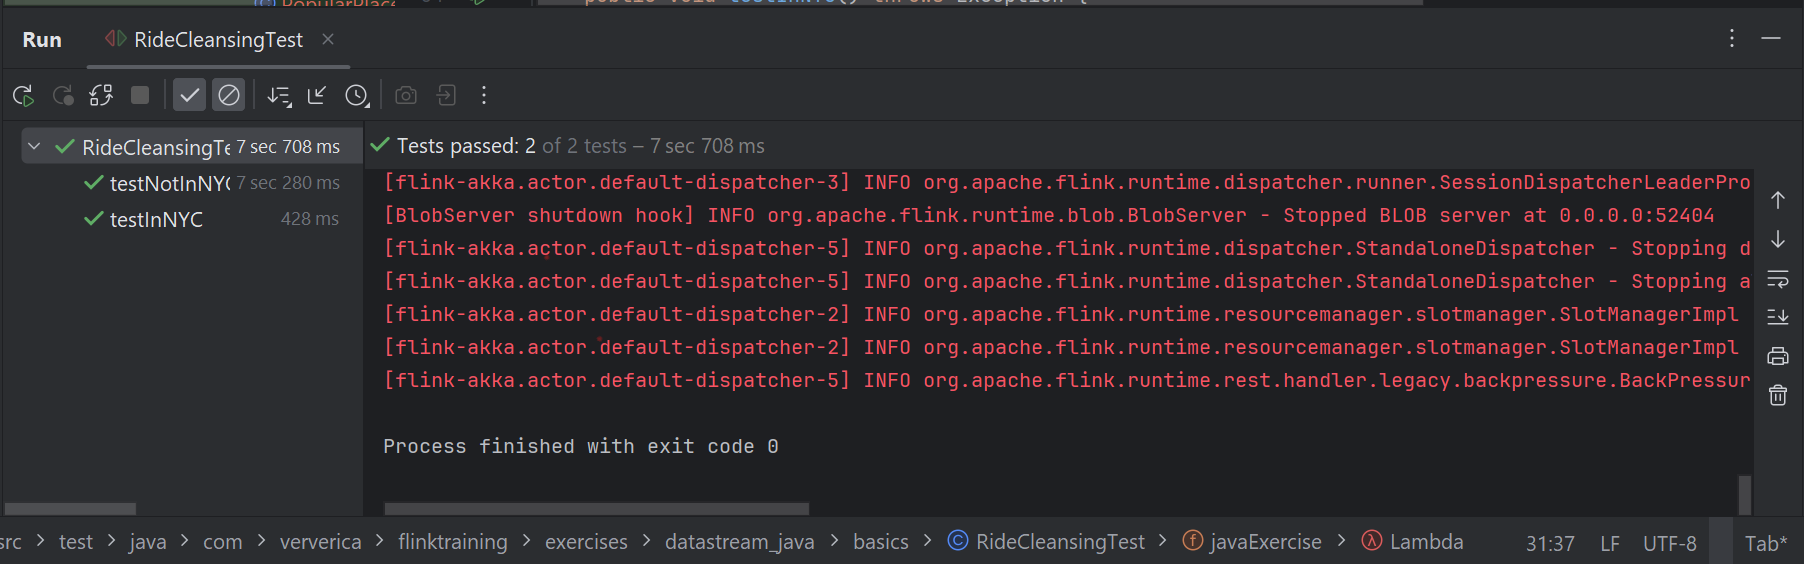 PopularPlace
public void testInNYC() throws Exception {
Run RideCleansingTest
RideCleansingTe 7 sec 708 ms
testNotInNYC 7 sec 280 ms
testInNYC 428 ms
Tests passed: 2 of 2 tests – 7 sec 708 ms
[flink-akka.actor.default-dispatcher-3] INFO org.apache.flink.runtime.dispatcher.runner.SessionDispatcherLeaderPro
[BlobServer shutdown hook] INFO org.apache.flink.runtime.blob.BlobServer - Stopped BLOB server at 0.0.0.0:52404
[flink-akka.actor.default-dispatcher-5] INFO org.apache.flink.runtime.dispatcher.StandaloneDispatcher - Stopping d
[flink-akka.actor.default-dispatcher-5] INFO org.apache.flink.runtime.dispatcher.StandaloneDispatcher - Stopping a
[flink-akka.actor.default-dispatcher-2] INFO org.apache.flink.runtime.resourcemanager.slotmanager.SlotManagerImpl
[flink-akka.actor.default-dispatcher-2] INFO org.apache.flink.runtime.resourcemanager.slotmanager.SlotManagerImpl
[flink-akka.actor.default-dispatcher-5] INFO org.apache.flink.runtime.rest.handler.legacy.backpressure.BackPressur
Process finished with exit code 0
src > test > java > com > ververica > flinktraining > exercises > datastream_java > basics > RideCleansingTest > javaExercise > Lambda 31:37 LF UTF-8 Tab*